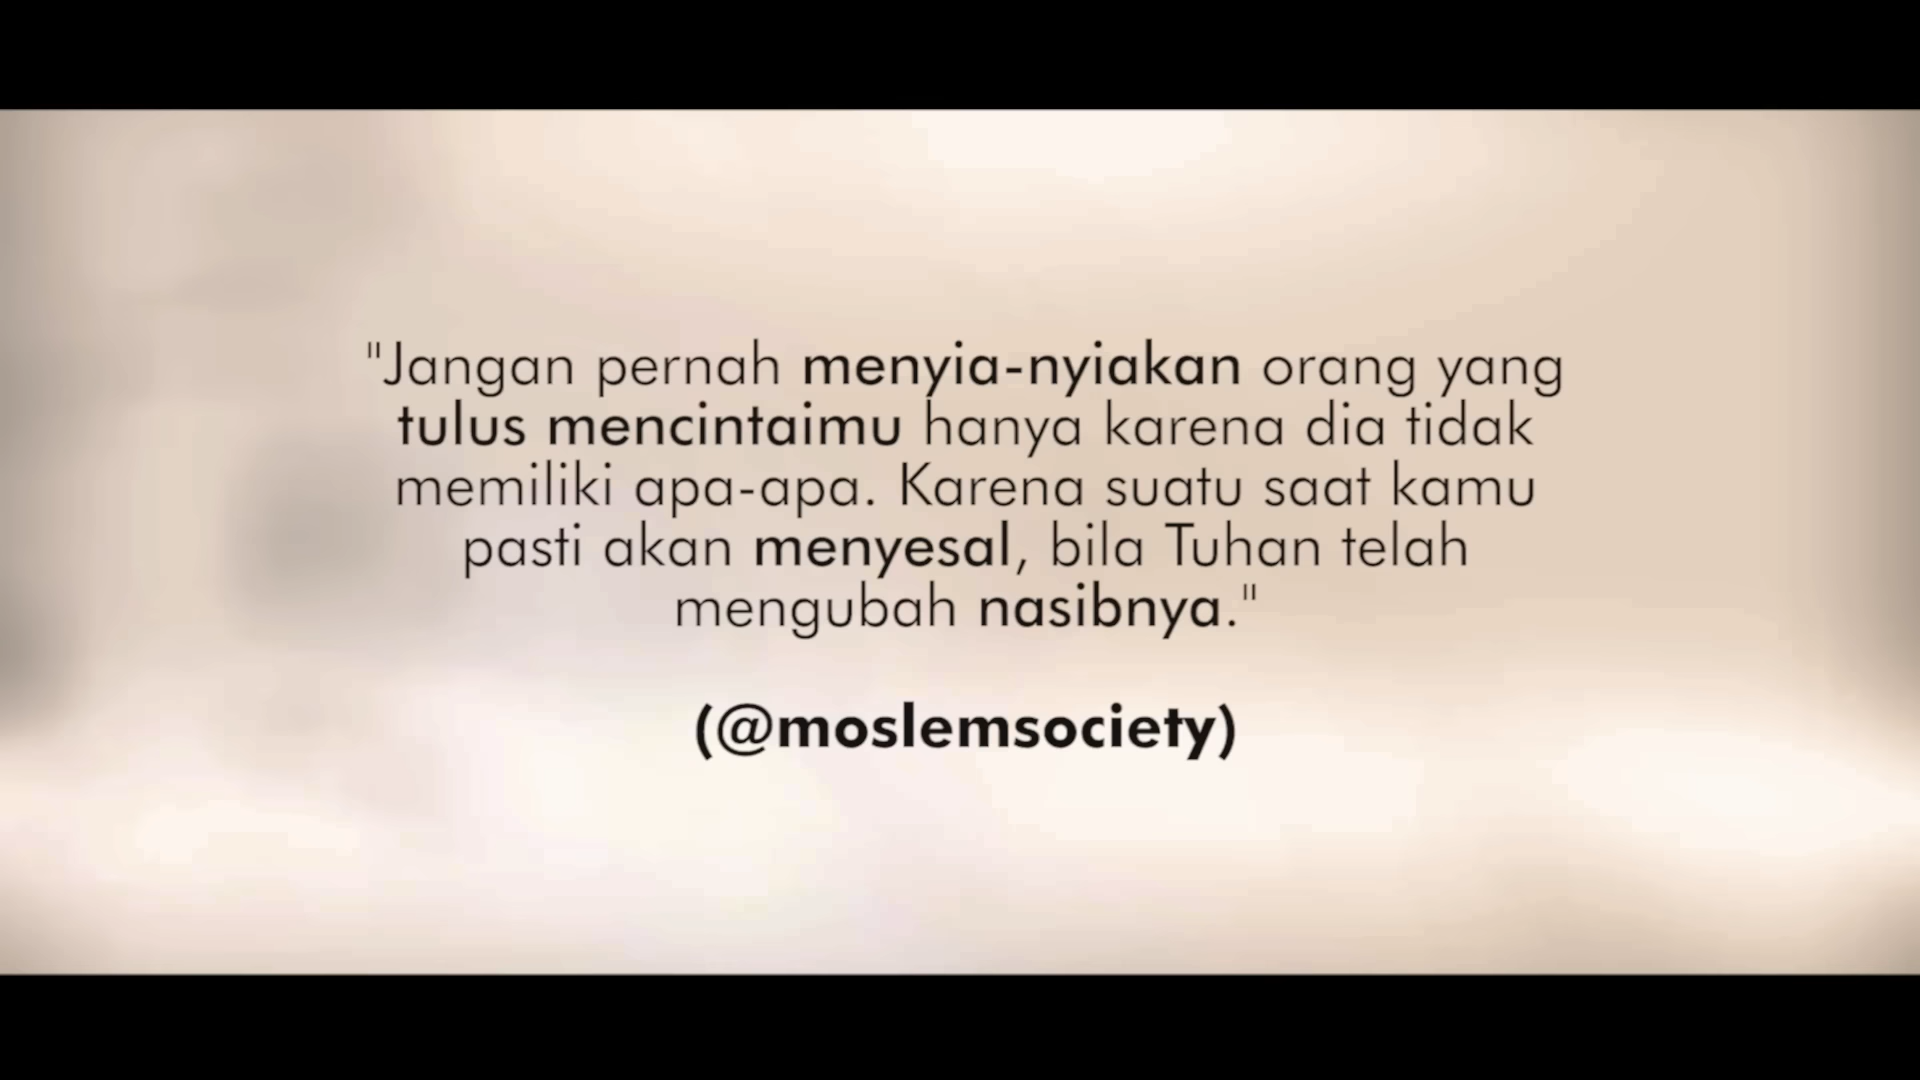 "Jangan pernah menyia-nyiakan orang yang
tulus mencintaimu hanya karena dia tidak
memiliki apa-apa. Karena suatu saat kamu
pasti akan menyesal, bila Tuhan telah
mengubah nasibnya."
(@moslemsociety)